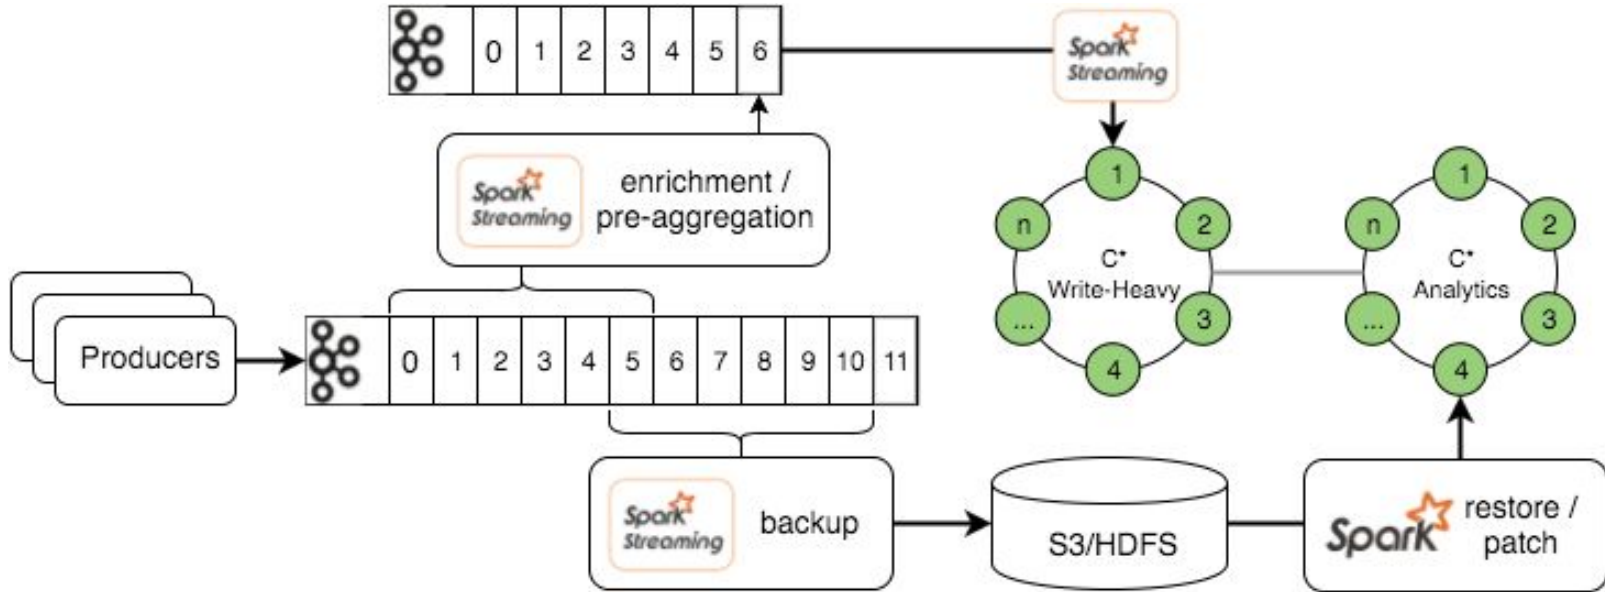 0 1 2 3 4 5 6
Spark
Streaming
Spark
Streaming
enrichment /
pre-aggregation
Producers
0 1 2 3 4 5 6 7 8 9 10 11
Spark
Streaming
backup
S3/HDFS
Spark
restore /
patch
1
n
2
C*
Write-Heavy
...
3
4
1
n
2
C*
Analytics
...
3
4